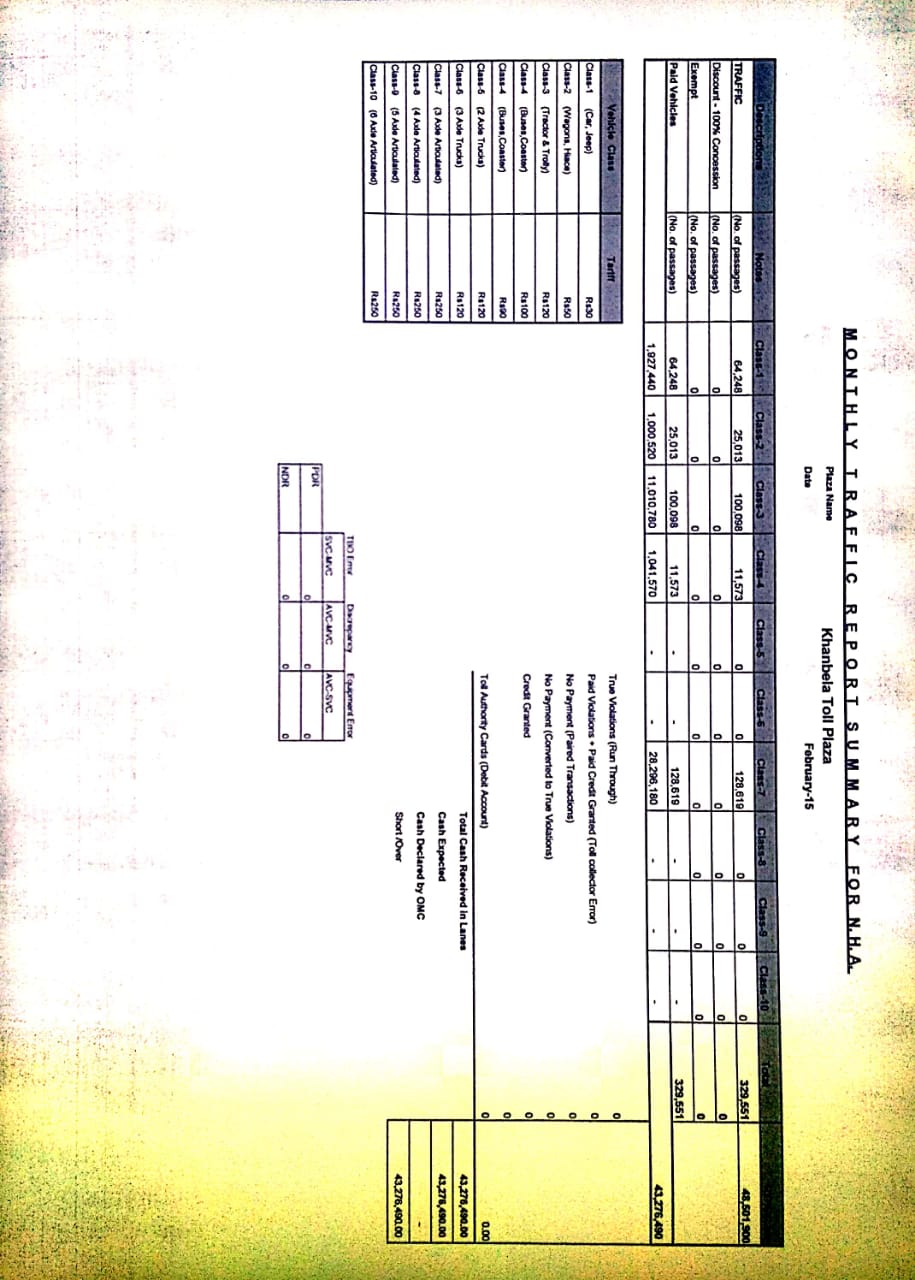 MONTHLY TRAFFIC REPORT SUMMARY FOR N.H.A.
Plaza Name Khanbela Toll Plaza
Date February-15
Descriptions Notes Class-1 Class-2 Class-3 Class-4 Class-5 Class-6 Class-7 Class-8 Class-9 Class-10 Total
TRAFFIC (No. of passages) 64,248 25,013 100,098 11,573 0 0 128,619 0 0 0 329,551 48,501,900
Discount - 100% Concession (No. of passages) 0 0 0 0 0 0 0 0 0 0 0
Exempt (No. of passages) 0 0 0 0 0 0 0 0 0 0 0
Paid Vehicles (No. of passages) 64,248 25,013 100,098 11,573 - - 128,619 - - - 329,551
1,927,440 1,000,520 11,010,780 1,041,570 - - 28,296,180 - - - 43,276,490
Vehicle Class Tariff
Class-1 (Car, Jeep) Rs30
Class-2 (Wagons, Hiace) Rs50
Class-3 (Tractor & Trolly) Rs120
Class-4 (Buses,Coaster) Rs100
Class-4 (Buses,Coaster) Rs90
Class-5 (2 Axle Trucks) Rs120
Class-6 (3 Axle Trucks) Rs120
Class-7 (3 Axle Articulated) Rs250
Class-8 (4 Axle Articulated) Rs250
Class-9 (5 Axle Articulated) Rs250
Class-10 (6 Axle Articulated) Rs250
True Violations (Run Through) 0
Paid Violations + Paid Credit Granted (Toll collector Error) 0
No Payment (Paired Transactions) 0
No Payment (Converted to True Violations) 0
Credit Granted 0
0
Toll Authority Cards (Debit Account) 0 0.00
Total Cash Received in Lanes 43,276,490.00
Cash Expected 43,276,490.00
Cash Declared by OMC -
Short /Over 43,276,490.00
Error Discrepancy Equipment Error
SVC-MVC AVC-MVC AVC-SVC
PDR 0 0 0
NDR 0 0 0